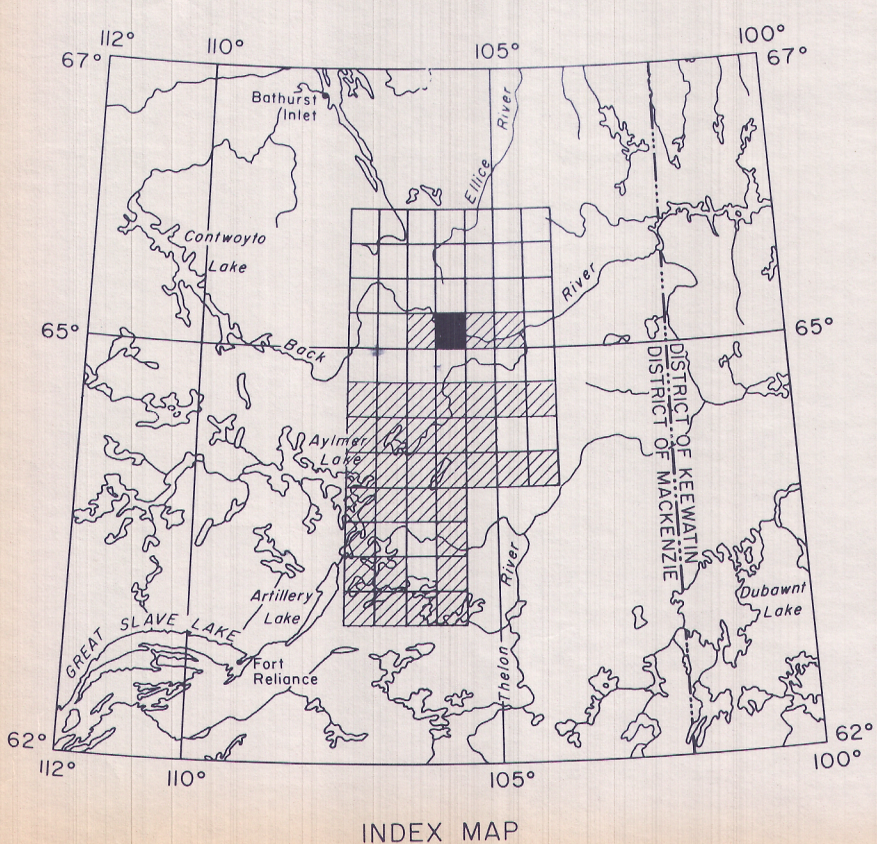 112° 110° 105° 100°
67° 67°
Bathurst
Inlet
Ellice River
Contwoyto
Lake
River
65° 65°
Back
DISTRICT OF KEEWATIN
DISTRICT OF MACKENZIE
Aylmer
Lake
River
Artillery
Lake
Dubawnt
Lake
GREAT SLAVE LAKE
Fort
Reliance
Thelon
62° 62°
112° 110° 105° 100°
INDEX MAP